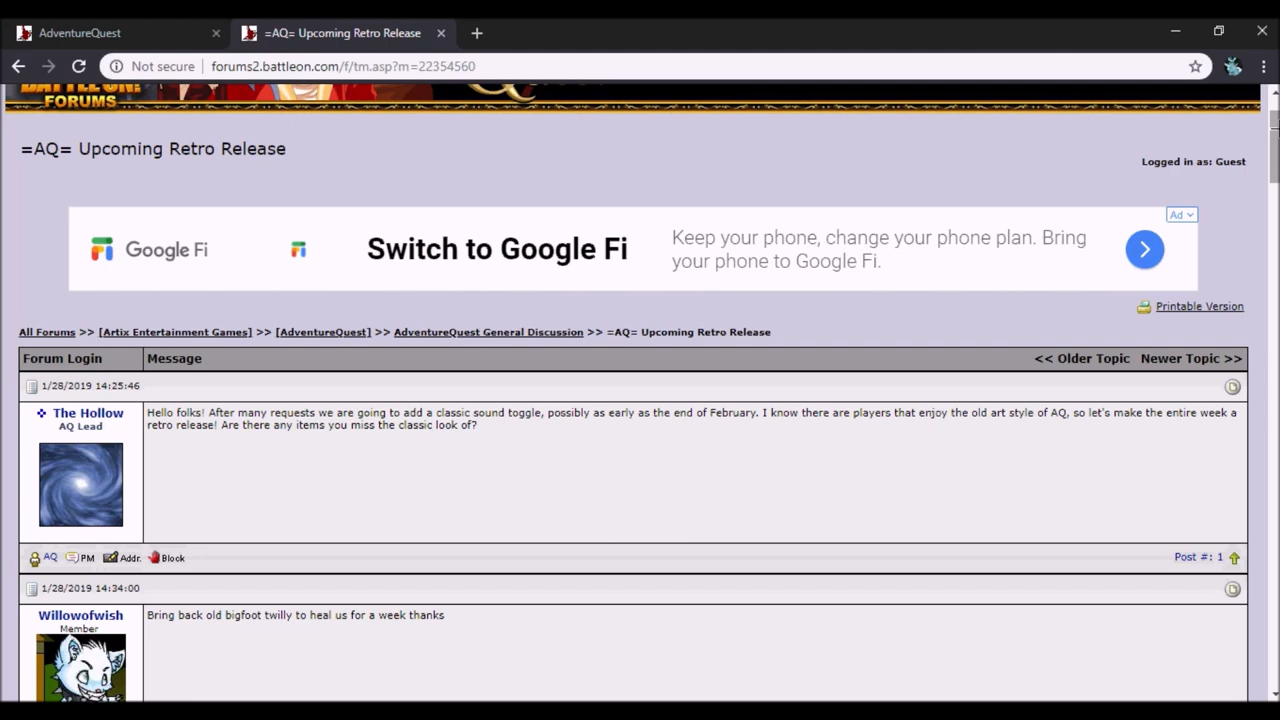 AdventureQuest
=AQ= Upcoming Retro Release
Not secure
forums2.battleon.com/f/tm.asp?m=22354560
BATTLEON!
FORUMS
=AQ= Upcoming Retro Release
Logged in as: Guest
Ad
Google Fi
Switch to Google Fi
Keep your phone, change your phone plan. Bring
your phone to Google Fi.
Printable Version
All Forums >> [Artix Entertainment Games] >> [AdventureQuest] >> AdventureQuest General Discussion >> =AQ= Upcoming Retro Release
Forum Login
Message
<< Older Topic Newer Topic >>
1/28/2019 14:25:46
The Hollow
AQ Lead
Hello folks! After many requests we are going to add a classic sound toggle, possibly as early as the end of February. I know there are players that enjoy the old art style of AQ, so let's make the entire week a
retro release! Are there any items you miss the classic look of?
AQ PM Addr. Block
Post #: 1
1/28/2019 14:34:00
Willowofwish
Member
Bring back old bigfoot twilly to heal us for a week thanks